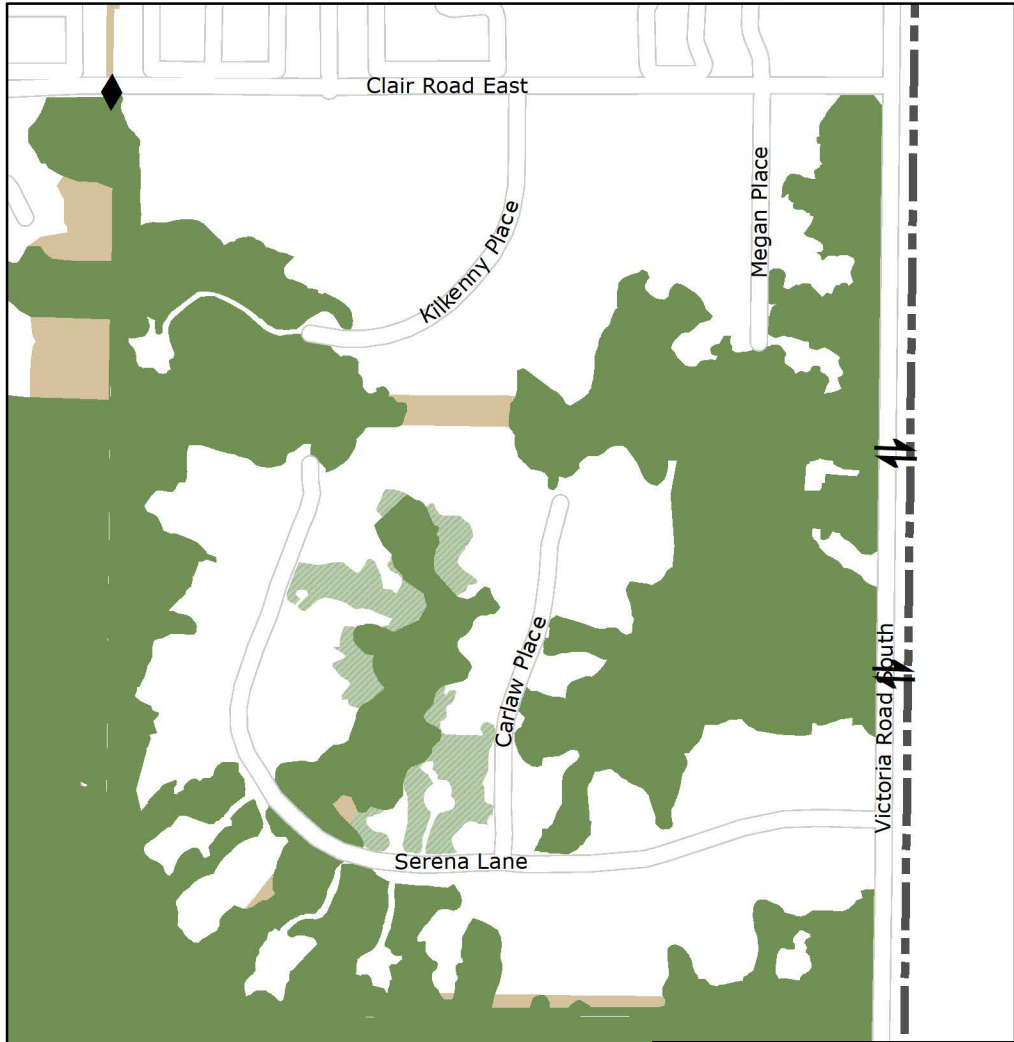 Clair Road East
Megan Place
Kilkenny Place
Carlaw Place
Victoria Road South
Serena Lane